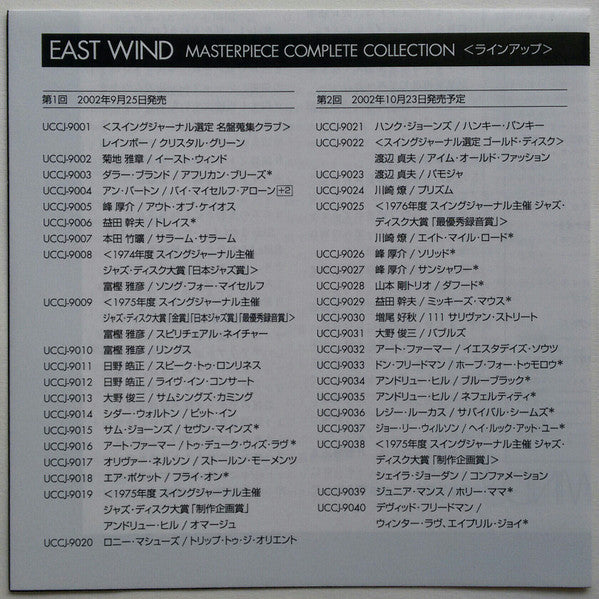 EAST WIND MASTERPIECE COMPLETE COLLECTION <ラインアップ>
第1回 2002年9月25日発売
UCCJ-9001 <スイングジャーナル選定 名盤蒐集クラブ>
レインボー / クリスタル・グリーン
UCCJ-9002 菊地 雅章 / イースト・ウィンド
UCCJ-9003 ダラー・ブランド / アフリカン・ブリーズ*
UCCJ-9004 アン・バートン / バイ・マイセルフ・アローン+2
UCCJ-9005 峰 厚介 / アウト・オブ・ケイオス
UCCJ-9006 益田 幹夫 / トレイス*
UCCJ-9007 本田 竹曠 / サラーム・サラーム
UCCJ-9008 <1974年度 スイングジャーナル主催
ジャズ・ディスク大賞「日本ジャズ賞」>
富樫 雅彦 / ソング・フォー・マイセルフ
UCCJ-9009 <1975年度 スイングジャーナル主催
ジャズ・ディスク大賞「金賞」「日本ジャズ賞」「最優秀録音賞」>
富樫 雅彦 / スピリチュアル・ネイチャー
UCCJ-9010 富樫 雅彦 / リングス
UCCJ-9011 日野 皓正 / スピーク・トゥ・ロンリネス
UCCJ-9012 日野 皓正 / ライヴ・イン・コンサート
UCCJ-9013 大野 俊三 / サムシングズ・カミング
UCCJ-9014 シダー・ウォルトン / ピット・イン
UCCJ-9015 サム・ジョーンズ / セヴン・マインズ*
UCCJ-9016 アート・ファーマー / トゥ・デューク・ウィズ・ラヴ*
UCCJ-9017 オリヴァー・ネルソン / ストールン・モーメンツ
UCCJ-9018 エア・ポケット / フライ・オン*
UCCJ-9019 <1975年度 スイングジャーナル主催
ジャズ・ディスク大賞「制作企画賞」
アンドリュー・ヒル / オマージュ
UCCJ-9020 ロニー・マシューズ / トリップ・トゥ・ジ・オリエント
第2回 2002年10月23日発売予定
UCCJ-9021 ハンク・ジョーンズ / ハンキー・パンキー
UCCJ-9022 <スイングジャーナル選定 ゴールド・ディスク>
渡辺 貞夫 / アイム・オールド・ファッション
UCCJ-9023 渡辺 貞夫 / パモジャ
UCCJ-9024 川崎 燎 / プリズム
UCCJ-9025 <1976年度 スイングジャーナル主催 ジャズ・
ディスク大賞「最優秀録音賞」>
川崎 燎 / エイト・マイル・ロード*
UCCJ-9026 峰 厚介 / ソリッド*
UCCJ-9027 峰 厚介 / サンシャワー*
UCCJ-9028 山本 剛トリオ / ダフード*
UCCJ-9029 益田 幹夫 / ミッキーズ・マウス*
UCCJ-9030 増尾 好秋 / 111 サリヴァン・ストリート
UCCJ-9031 大野 俊三 / バブルズ
UCCJ-9032 アート・ファーマー / イエスタデイズ・ソウツ
UCCJ-9033 ドン・フリードマン / ホープ・フォー・トモロウ*
UCCJ-9034 アンドリュー・ヒル / ブルーブラック*
UCCJ-9035 アンドリュー・ヒル / ネフェルティティ*
UCCJ-9036 レジー・ルーカス / サバイバル・シームズ*
UCCJ-9037 ジョー・リー・ウィルソン / ヘイ・ルック・アット・ユー*
UCCJ-9038 <1975年度 スイングジャーナル主催 ジャズ・
ディスク大賞「制作企画賞」>
シェイラ・ジョーダン / コンファメーション
UCCJ-9039 ジュニア・マンス / ホリー・ママ*
UCCJ-9040 デヴィッド・フリードマン /
ウィンター・ラヴ、エイプリル・ジョイ*